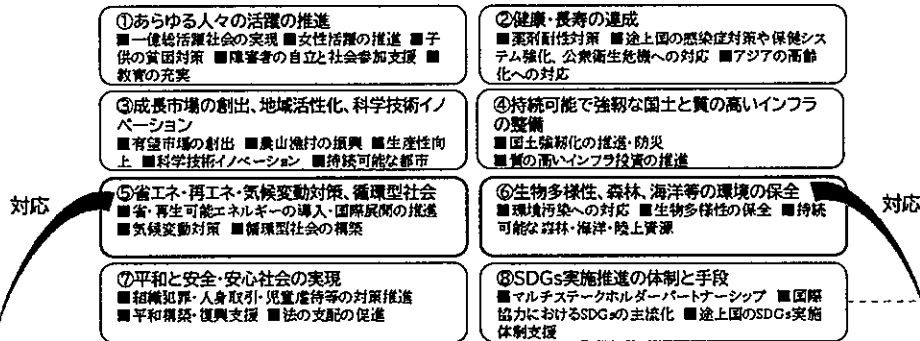 ①あらゆる人々の活躍の推進
■一億総活躍社会の実現 ■女性活躍の推進 ■子
供の貧困対策 ■障害者の自立と社会参加支援 ■
教育の充実
②健康・長寿の達成
■薬剤耐性対策 ■途上国の感染症対策や保健シス
テム強化、公衆衛生危機への対応 ■アジアの高齢
化への対応
③成長市場の創出、地域活性化、科学技術イノ
ベーション
■有望市場の創出 ■農山漁村の振興 ■生産性向
上 ■科学技術イノベーション ■持続可能な都市
④持続可能で強靱な国土と質の高いインフラ
の整備
■国土強靱化の推進・防災
■質の高いインフラ投資の推進
対応
⑤省エネ・再エネ・気候変動対策、循環型社会
■省・再生可能エネルギーの導入・国際展開の推進
■気候変動対策 ■循環型社会の構築
⑥生物多様性、森林、海洋等の環境の保全
■環境汚染への対応 ■生物多様性の保全 ■持続
可能な森林・海洋・陸上資源
対応
⑦平和と安全・安心社会の実現
■組織犯罪・人身取引・児童虐待等の対策推進
■平和構築・復興支援 ■法の支配の促進
⑧SDGs実施推進の体制と手段
■マルチステークホルダーパートナーシップ ■国際
協力におけるSDGsの主流化 ■途上国のSDGs実施
体制支援